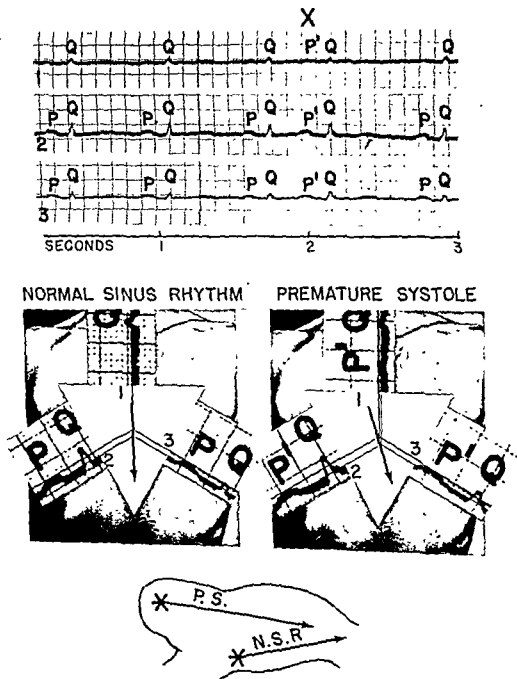 X
Q Q Q P' Q Q
1
P Q P Q P Q P' Q P Q
2
P Q P Q P Q P' Q P Q
3
SECONDS 1 2 3
NORMAL SINUS RHYTHM PREMATURE SYSTOLE
Q P' Q
1 1
P Q 2 3 P Q P' Q 2 3 P' Q
P.S.
N.S.R